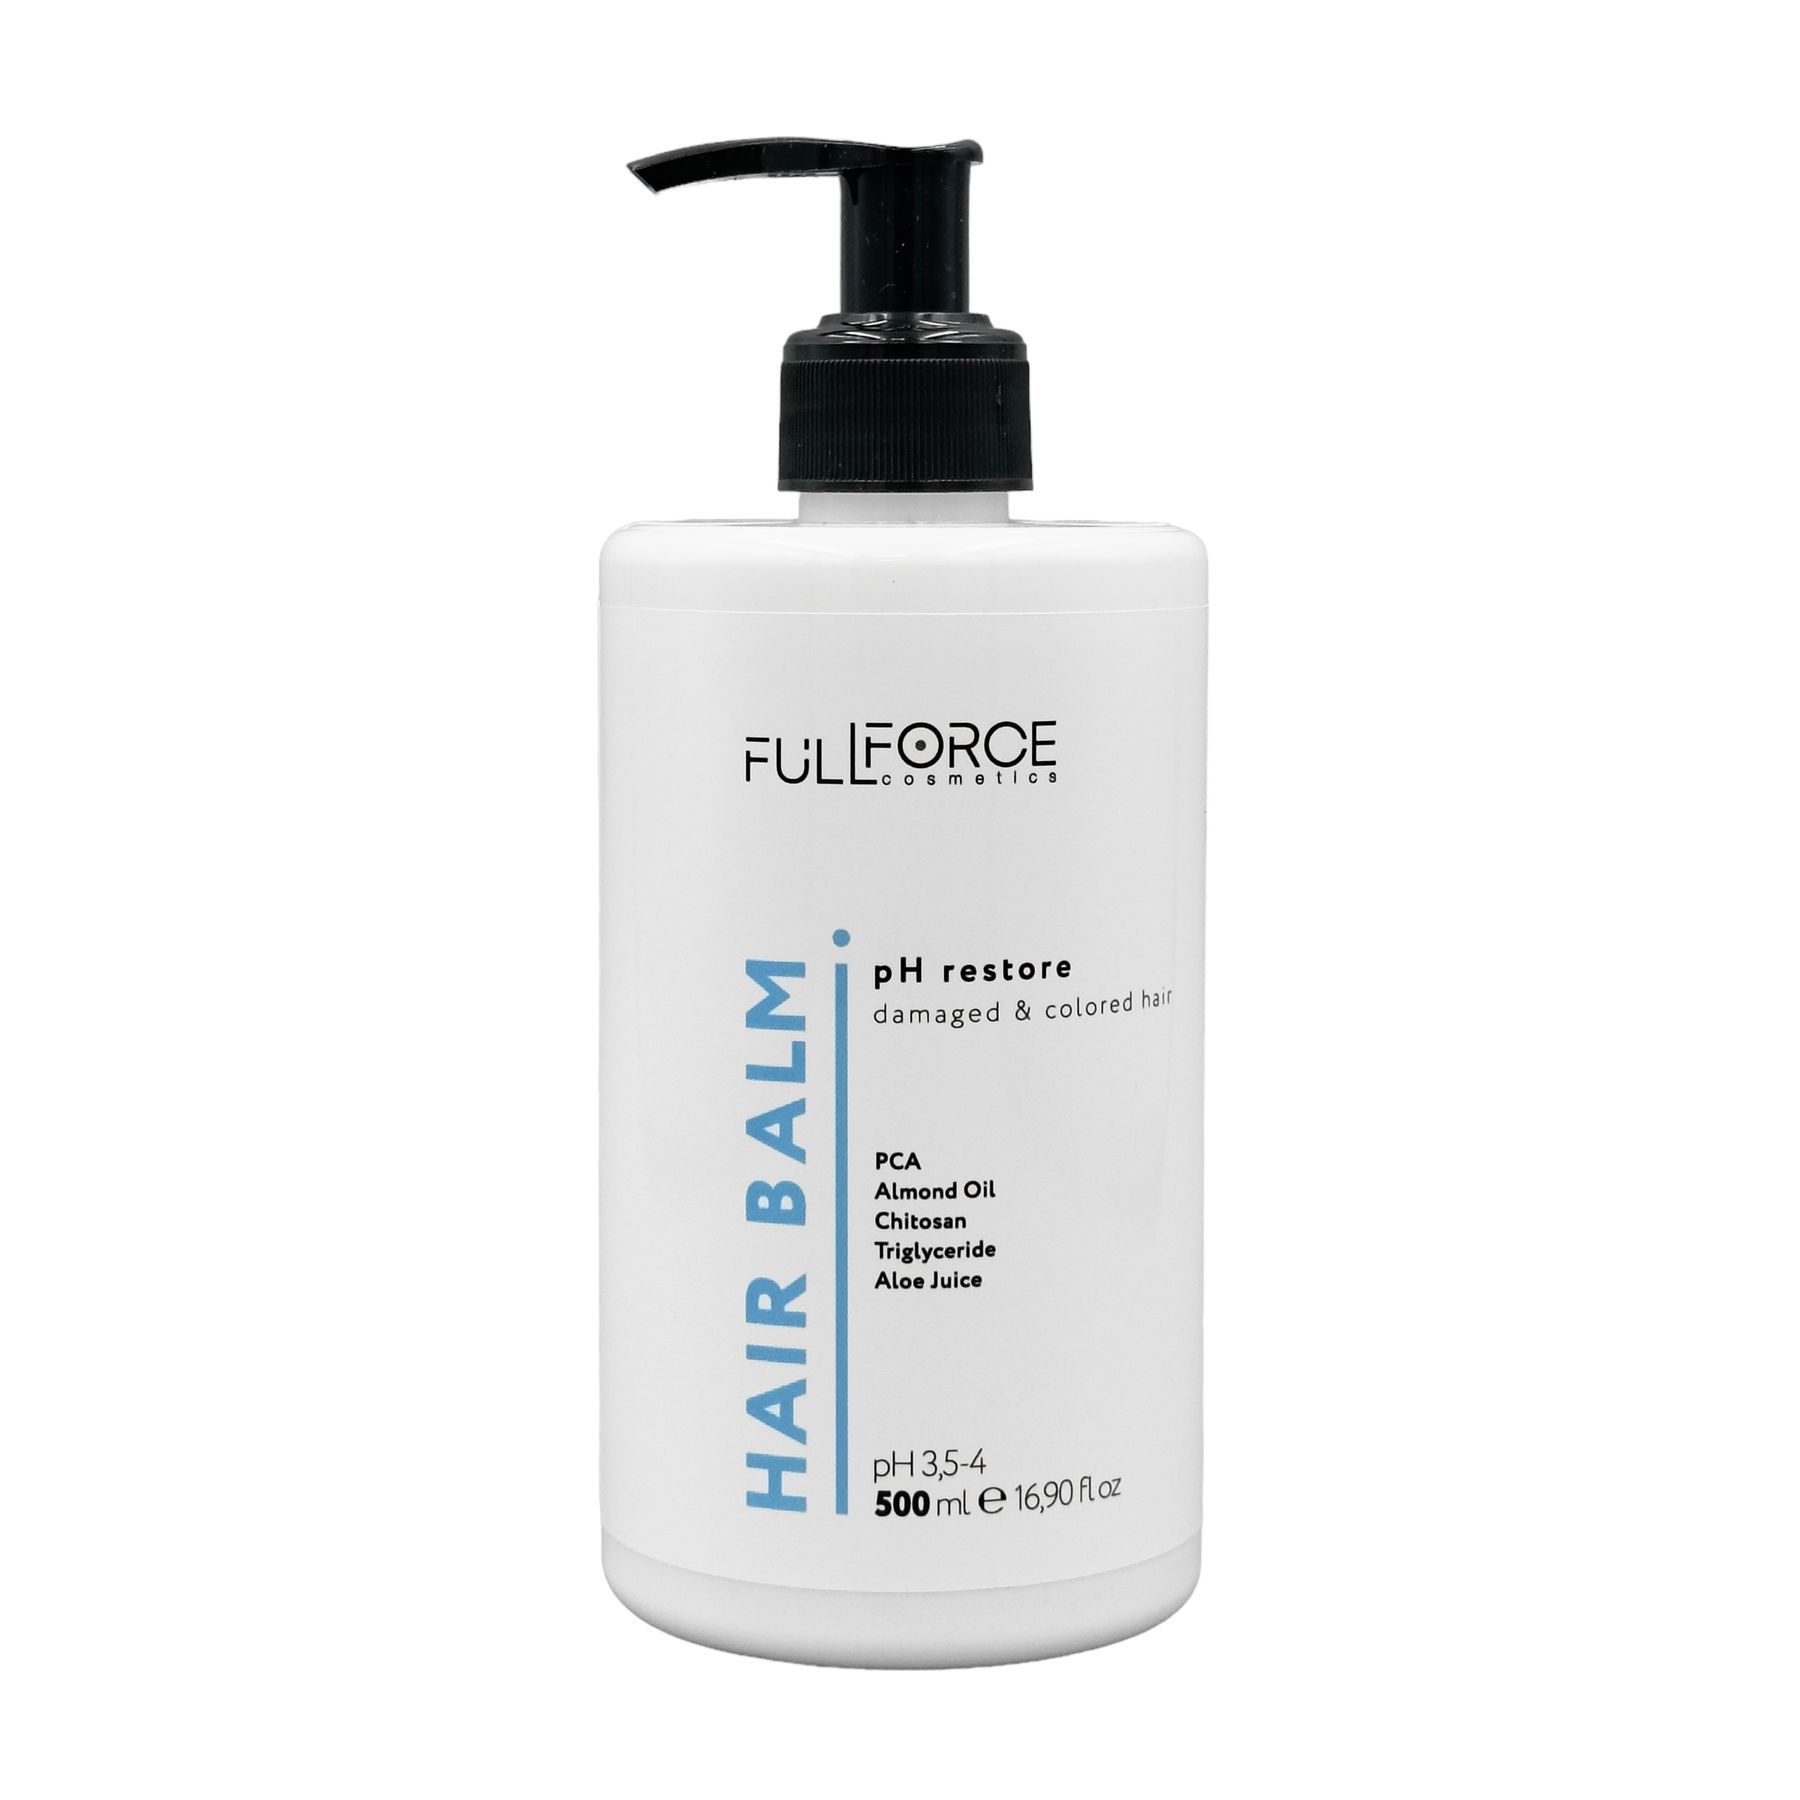 FULLFORCE
cosmetics
HAIR BALM
pH restore
damaged & colored hair
PCA
Almond Oil
Chitosan
Triglyceride
Aloe Juice
pH 3,5-4
500 ml ℮ 16,90 fl oz